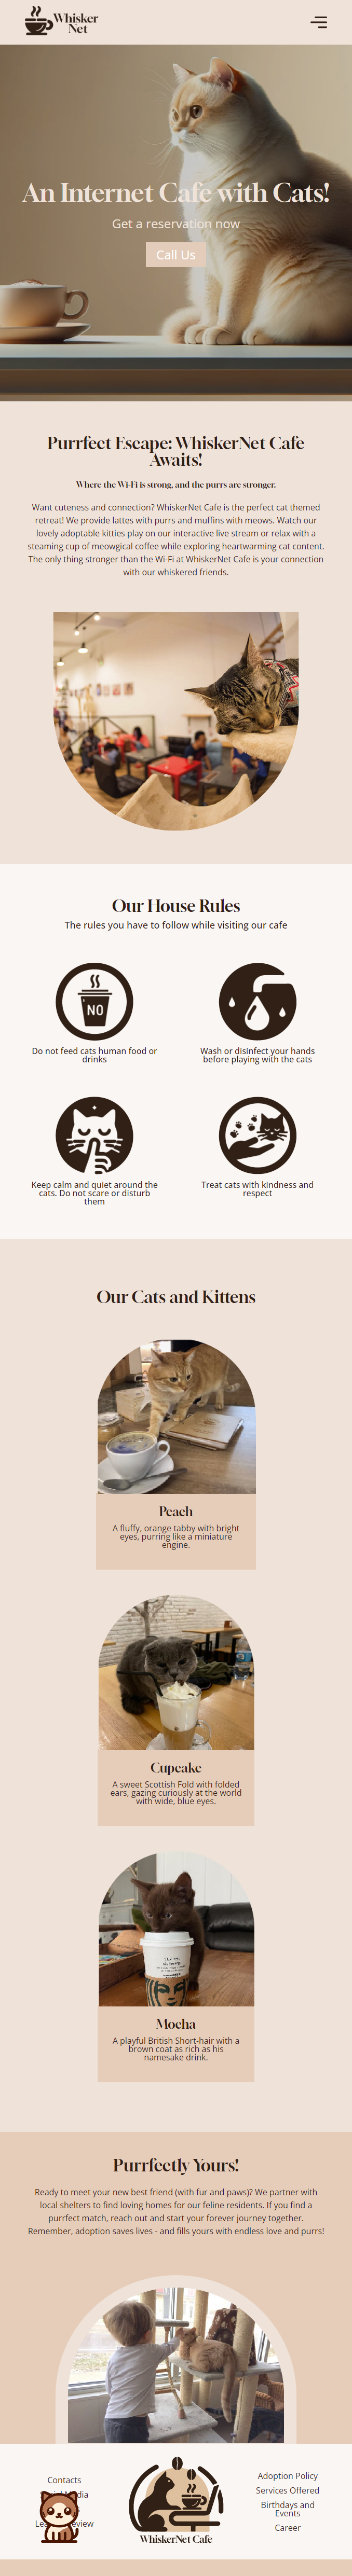 Whisker
Net
An Internet Cafe with Cats!
Get a reservation now
Call Us
Purrfect Escape: WhiskerNet Cafe
Awaits!
Where the Wi-Fi is strong, and the purrs are stronger.
Want cuteness and connection? WhiskerNet Cafe is the perfect cat themed
retreat! We provide lattes with purrs and muffins with meows. Watch our
lovely adoptable kitties play on our interactive live stream or relax with a
steaming cup of meowgical coffee while exploring heartwarming cat content.
The only thing stronger than the Wi-Fi at WhiskerNet Cafe is your connection
with our whiskered friends.
Our House Rules
The rules you have to follow while visiting our cafe
NO
Do not feed cats human food or
drinks
Wash or disinfect your hands
before playing with the cats
Keep calm and quiet around the
cats. Do not scare or disturb
them
Treat cats with kindness and
respect
Our Cats and Kittens
Peach
A fluffy, orange tabby with bright
eyes, purring like a miniature
engine.
Cupcake
A sweet Scottish Fold with folded
ears, gazing curiously at the world
with wide, blue eyes.
Mocha
A playful British Short-hair with a
brown coat as rich as his
namesake drink.
Purrfectly Yours!
Ready to meet your new best friend (with fur and paws)? We partner with
local shelters to find loving homes for our feline residents. If you find a
purrfect match, reach out and start your forever journey together.
Remember, adoption saves lives - and fills yours with endless love and purrs!
Contacts
WhiskerNet Cafe
Adoption Policy
Services Offered
Birthdays and
Events
Career